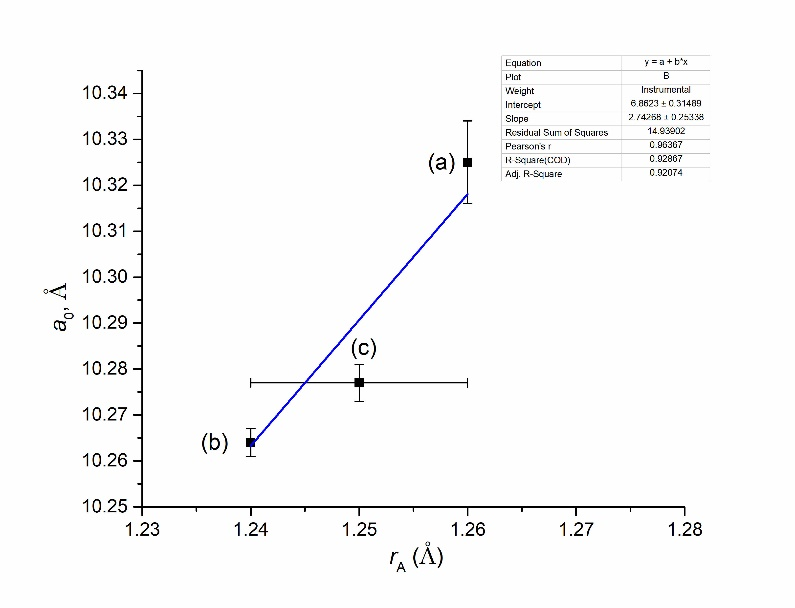 Equation y = a + b*x
Plot B
Weight Instrumental
Intercept 6.8623 ± 0.31489
Slope 2.74268 ± 0.25338
Residual Sum of Squares 14.93902
Pearson's r 0.96367
R-Square(COD) 0.92867
Adj. R-Square 0.92074
10.34
10.33
(a)
10.32
10.31
10.30
a0, Å
10.29
(c)
10.28
10.27
(b)
10.26
10.25
1.23 1.24 1.25 1.26 1.27 1.28
rA (Å)